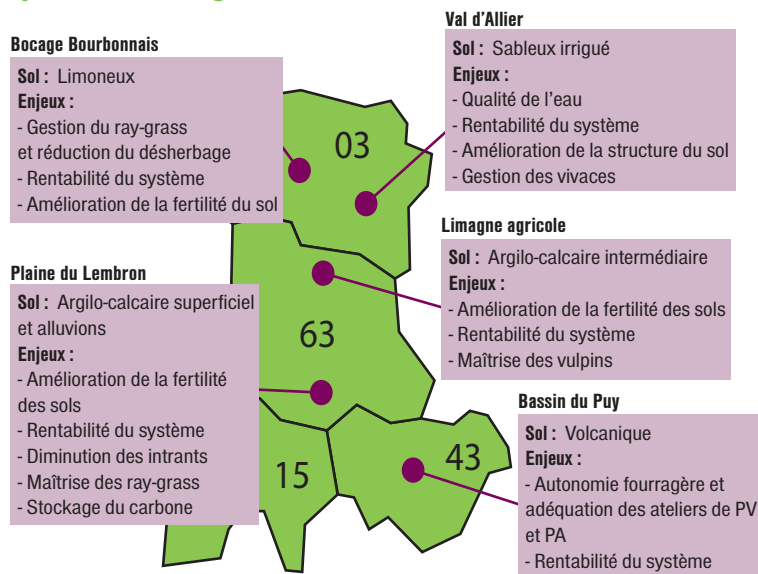 Bocage Bourbonnais
Sol : Limoneux
Enjeux :
- Gestion du ray-grass
et réduction du désherbage
- Rentabilité du système
- Amélioration de la fertilité du sol
Val d'Allier
Sol : Sableux irrigué
Enjeux :
- Qualité de l'eau
- Rentabilité du système
- Amélioration de la structure du sol
- Gestion des vivaces
03
Limagne agricole
Sol : Argilo-calcaire intermédiaire
Enjeux :
- Amélioration de la fertilité des sols
- Rentabilité du système
- Maîtrise des vulpins
Plaine du Lembron
Sol : Argilo-calcaire superficiel
et alluvions
Enjeux :
- Amélioration de la fertilité
des sols
- Rentabilité du système
- Diminution des intrants
- Maîtrise des ray-grass
- Stockage du carbone
63
15
43
Bassin du Puy
Sol : Volcanique
Enjeux :
- Autonomie fourragère et
adéquation des ateliers de PV
et PA
- Rentabilité du système